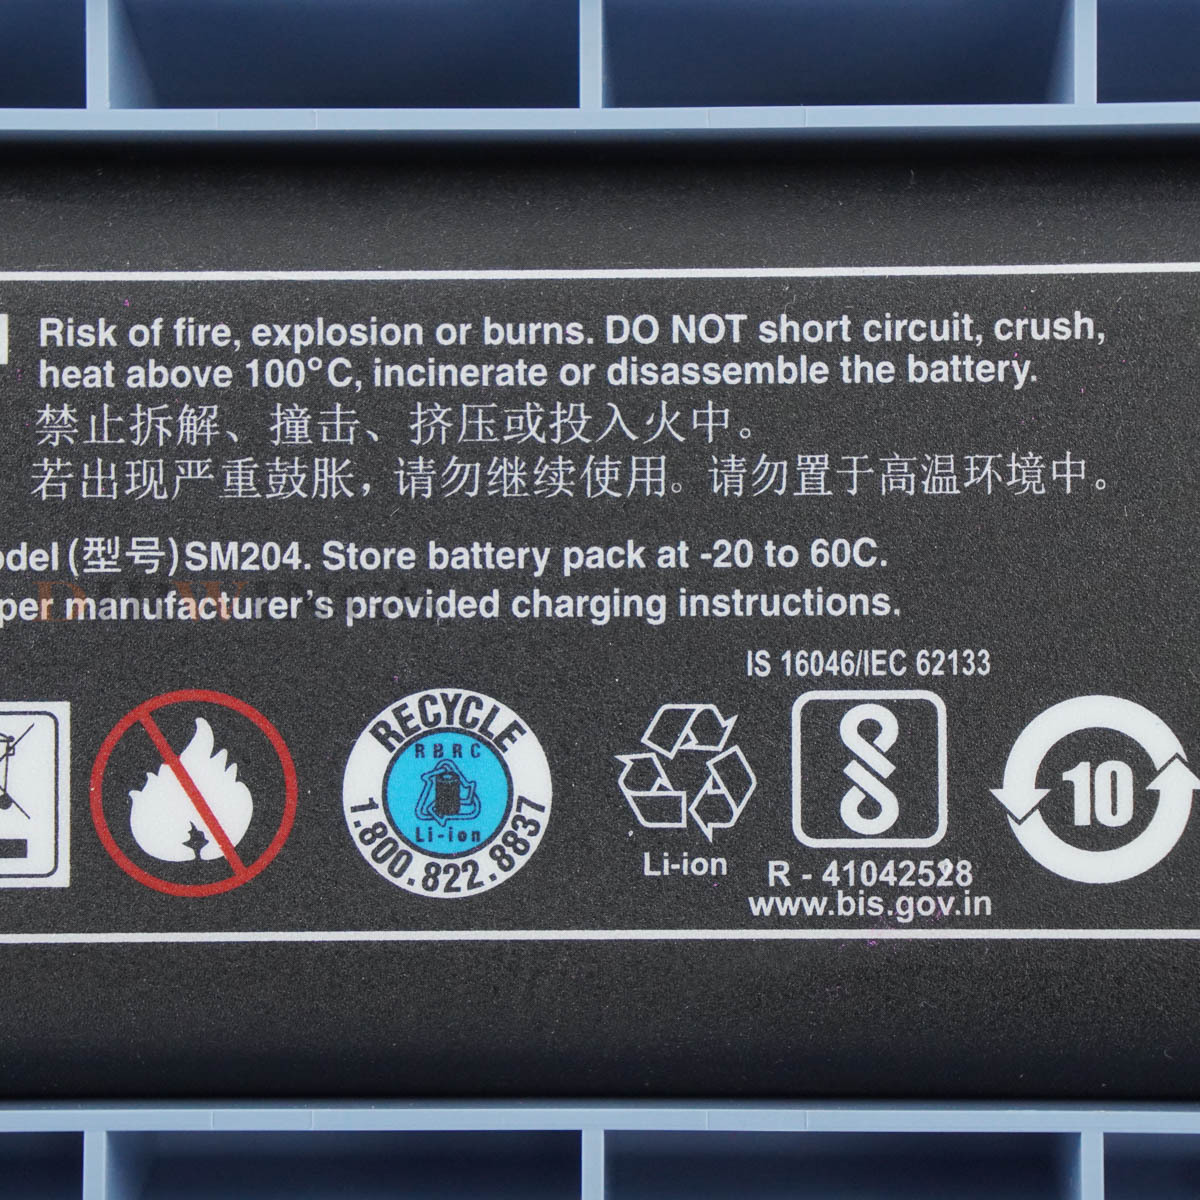 Risk of fire, explosion or burns. DO NOT short circuit, crush,
heat above 100°C, incinerate or disassemble the battery.
禁止拆解、撞击、挤压或投入火中。
若出现严重鼓胀，请勿继续使用。请勿置于高温环境中。
odel (型号)SM204. Store battery pack at -20 to 60C.
per manufacturer's provided charging instructions.
IS 16046/IEC 62133
RECYCLE
RBRC
Li-ion
1.800.822.8837
Li-ion
R - 41042528
www.bis.gov.in
10